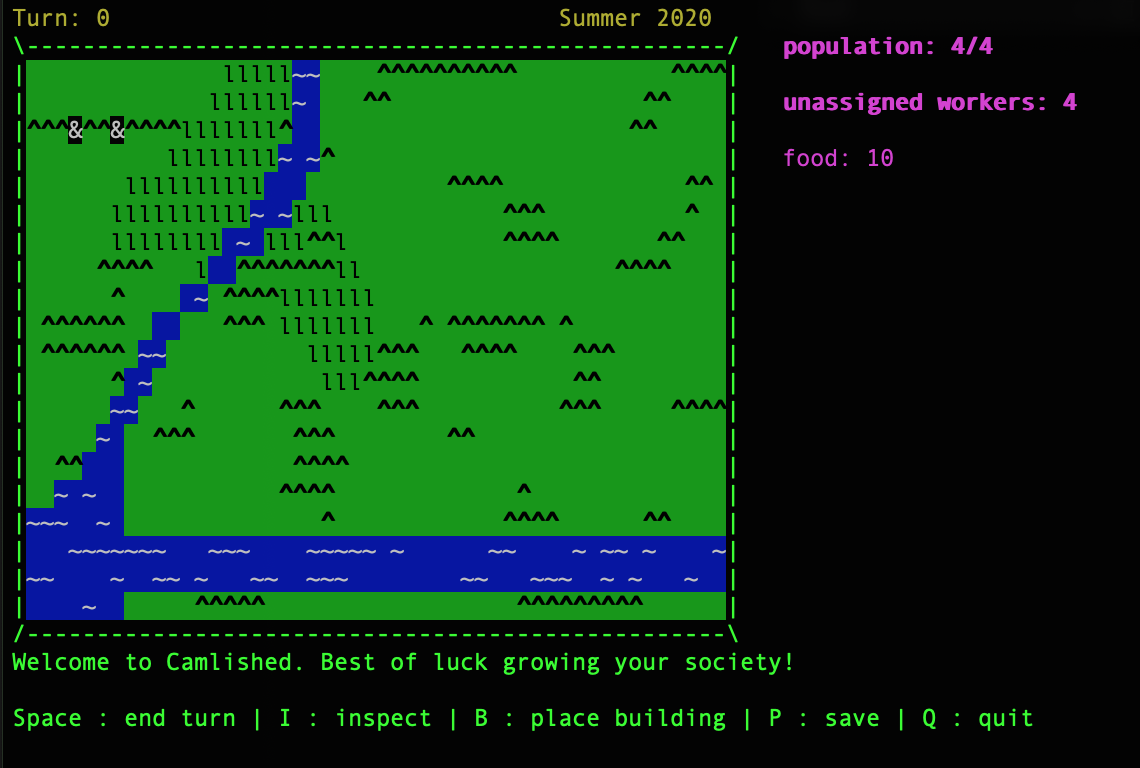 Turn: 0 Summer 2020
population: 4/4
unassigned workers: 4
food: 10
Welcome to Camlished. Best of luck growing your society!
Space : end turn | I : inspect | B : place building | P : save | Q : quit